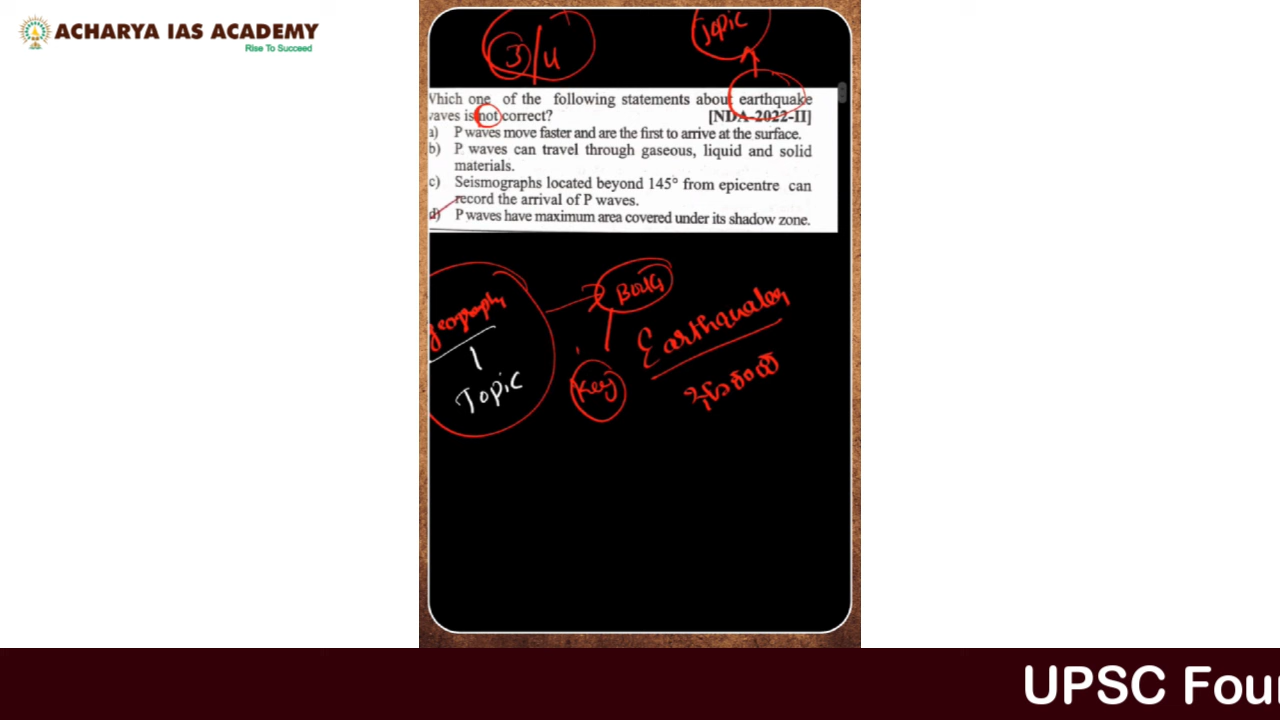 ACHARYA IAS ACADEMY
Rise To Succeed
3/4
Topic
Which one of the following statements about earthquake
waves is not correct? [NDA-2022-II]
a) P waves move faster and are the first to arrive at the surface.
b) P waves can travel through gaseous, liquid and solid
materials.
c) Seismographs located beyond 145° from epicentre can
record the arrival of P waves.
d) P waves have maximum area covered under its shadow zone.
Geography
Topic
Key
Earthquakes
UPSC Foun